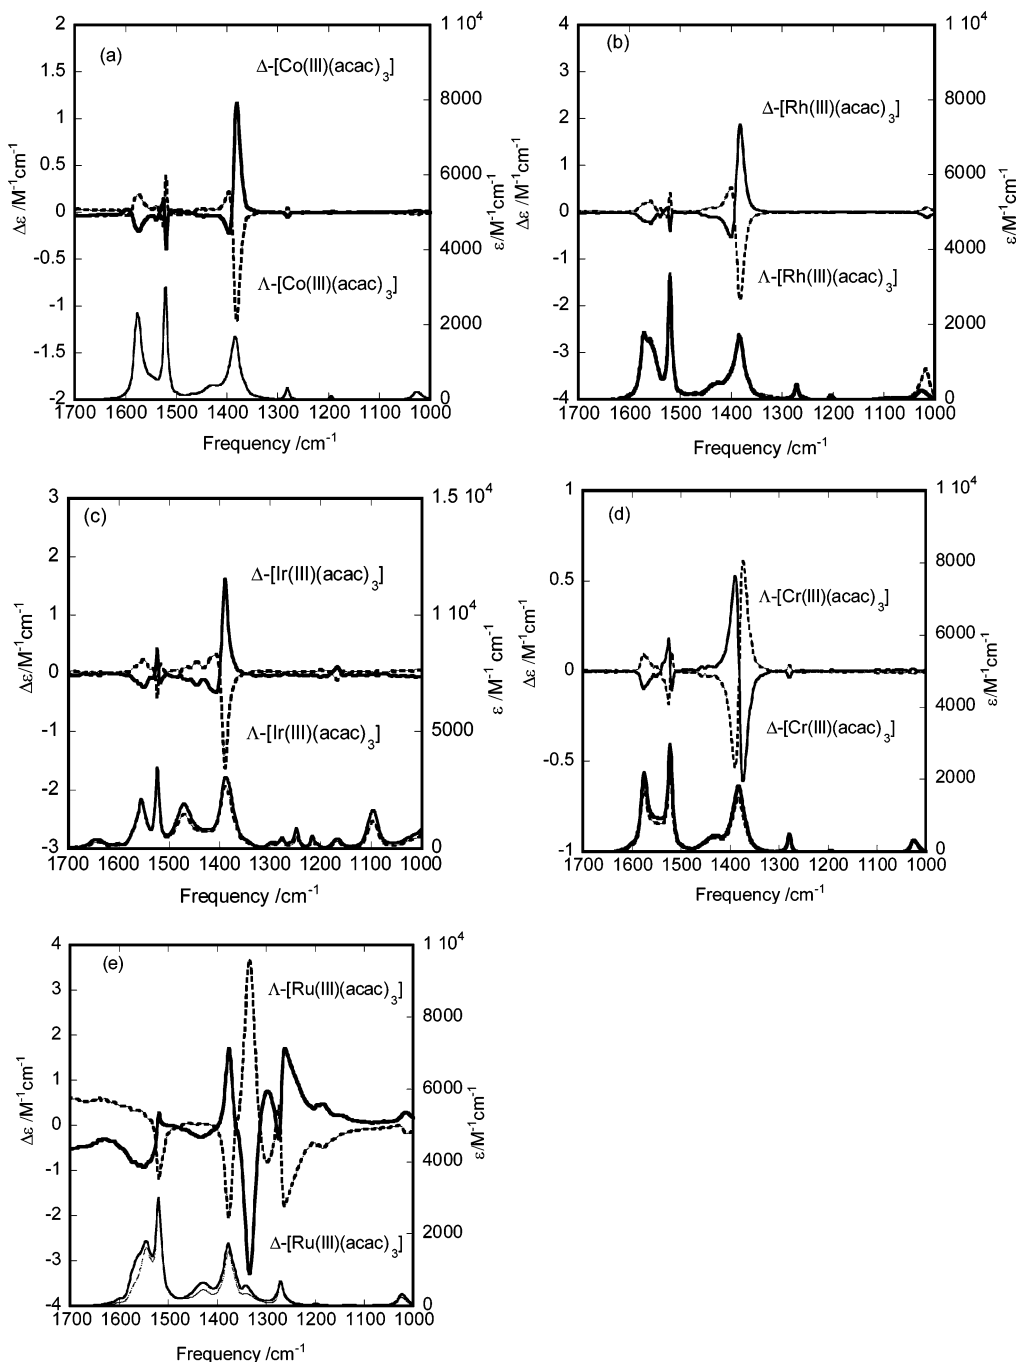 (a)
Δ-[Co(III)(acac)3]
Λ-[Co(III)(acac)3]
2
1.5
1
0.5
0
-0.5
-1
-1.5
-2
Δε /M-1cm-1
1 10^4
8000
6000
4000
2000
0
ε/M-1cm-1
1700 1600 1500 1400 1300 1200 1100 1000
Frequency /cm-1
(b)
Δ-[Rh(III)(acac)3]
Λ-[Rh(III)(acac)3]
4
3
2
1
0
-1
-2
-3
-4
Δε /M-1cm-1
1 10^4
8000
6000
4000
2000
0
ε/M-1cm-1
1700 1600 1500 1400 1300 1200 1100 1000
Frequency /cm-1
(c)
Δ-[Ir(III)(acac)3]
Λ-[Ir(III)(acac)3]
3
2
1
0
-1
-2
-3
Δε/M-1cm-1
1.5 10^4
1 10^4
5000
0
ε /M-1 cm-1
1700 1600 1500 1400 1300 1200 1100 1000
Frequency /cm-1
(d)
Λ-[Cr(III)(acac)3]
Δ-[Cr(III)(acac)3]
1
0.5
0
-0.5
-1
Δε /M-1cm-1
1 10^4
8000
6000
4000
2000
0
ε/M-1cm-1
1700 1600 1500 1400 1300 1200 1100 1000
Frequency /cm-1
(e)
Λ-[Ru(III)(acac)3]
Δ-[Ru(III)(acac)3]
4
3
2
1
0
-1
-2
-3
-4
Δε /M-1cm-1
1 10^4
8000
6000
4000
2000
0
ε/M-1cm-1
1700 1600 1500 1400 1300 1200 1100 1000
Frequency /cm-1